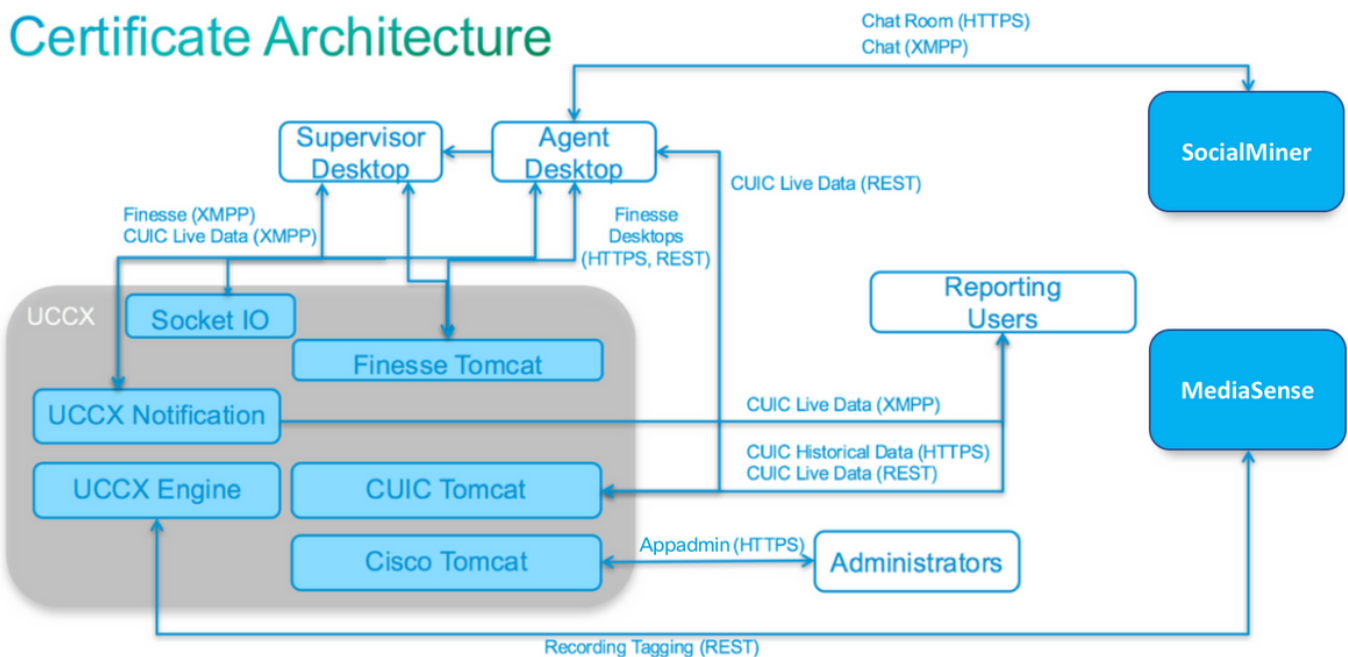 Certificate Architecture
Chat Room (HTTPS)
Chat (XMPP)
Supervisor
Desktop
Agent
Desktop
SocialMiner
CUIC Live Data (REST)
Finesse (XMPP)
CUIC Live Data (XMPP)
Finesse
Desktops
(HTTPS, REST)
Reporting
Users
UCCX
Socket IO
Finesse Tomcat
MediaSense
UCCX Notification
CUIC Live Data (XMPP)
CUIC Historical Data (HTTPS)
CUIC Live Data (REST)
UCCX Engine
CUIC Tomcat
Cisco Tomcat
Appadmin (HTTPS)
Administrators
Recording Tagging (REST)